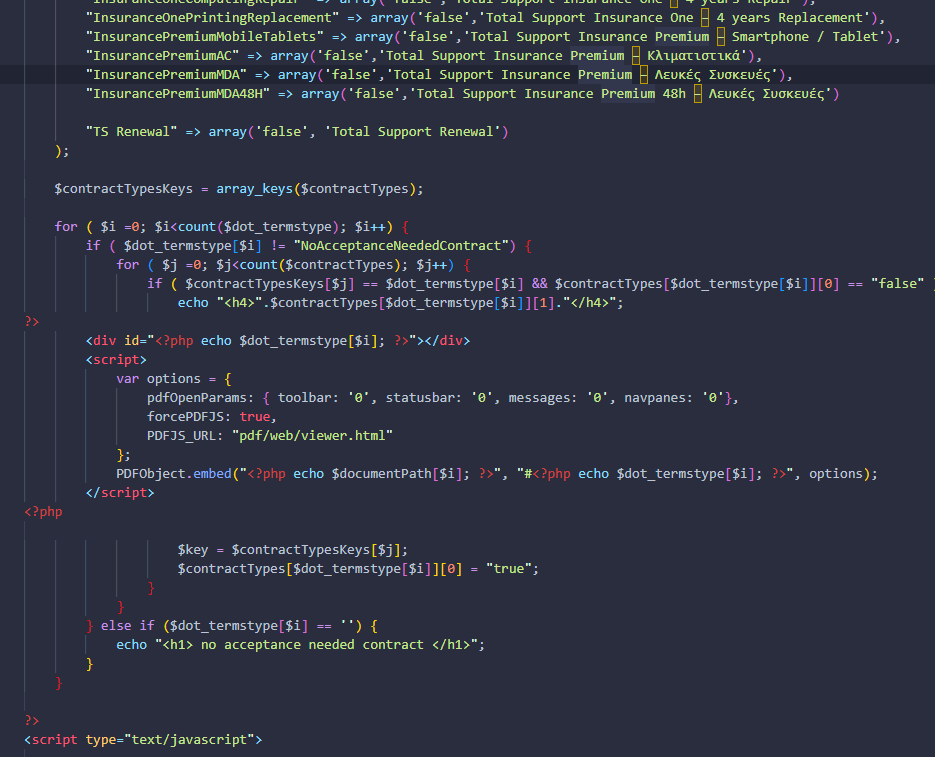 "InsuranceOneComputingRepair" => array('false','Total Support Insurance One – 4 years Repair'),
"InsuranceOnePrintingReplacement" => array('false','Total Support Insurance One – 4 years Replacement'),
"InsurancePremiumMobileTablets" => array('false','Total Support Insurance Premium – Smartphone / Tablet'),
"InsurancePremiumAC" => array('false','Total Support Insurance Premium – Κλιματιστικά'),
"InsurancePremiumMDA" => array('false','Total Support Insurance Premium – Λευκές Συσκευές'),
"InsurancePremiumMDA48H" => array('false','Total Support Insurance Premium 48h – Λευκές Συσκευές')
"TS Renewal" => array('false', 'Total Support Renewal')
);
$contractTypesKeys = array_keys($contractTypes);
for ( $i =0; $i<count($dot_termstype); $i++) {
if ( $dot_termstype[$i] != "NoAcceptanceNeededContract") {
for ( $j =0; $j<count($contractTypes); $j++) {
if ( $contractTypesKeys[$j] == $dot_termstype[$i] && $contractTypes[$dot_termstype[$i]][0] == "false" )
echo "<h4>".$contractTypes[$dot_termstype[$i]][1]."</h4>";
?>
<div id="<?php echo $dot_termstype[$i]; ?>"></div>
<script>
var options = {
pdfOpenParams: { toolbar: '0', statusbar: '0', messages: '0', navpanes: '0'},
forcePDFJS: true,
PDFJS_URL: "pdf/web/viewer.html"
};
PDFObject.embed("<?php echo $documentPath[$i]; ?>", "#<?php echo $dot_termstype[$i]; ?>", options);
</script>
<?php
$key = $contractTypesKeys[$j];
$contractTypes[$dot_termstype[$i]][0] = "true";
}
}
} else if ($dot_termstype[$i] == '') {
echo "<h1> no acceptance needed contract </h1>";
}
}
?>
<script type="text/javascript">